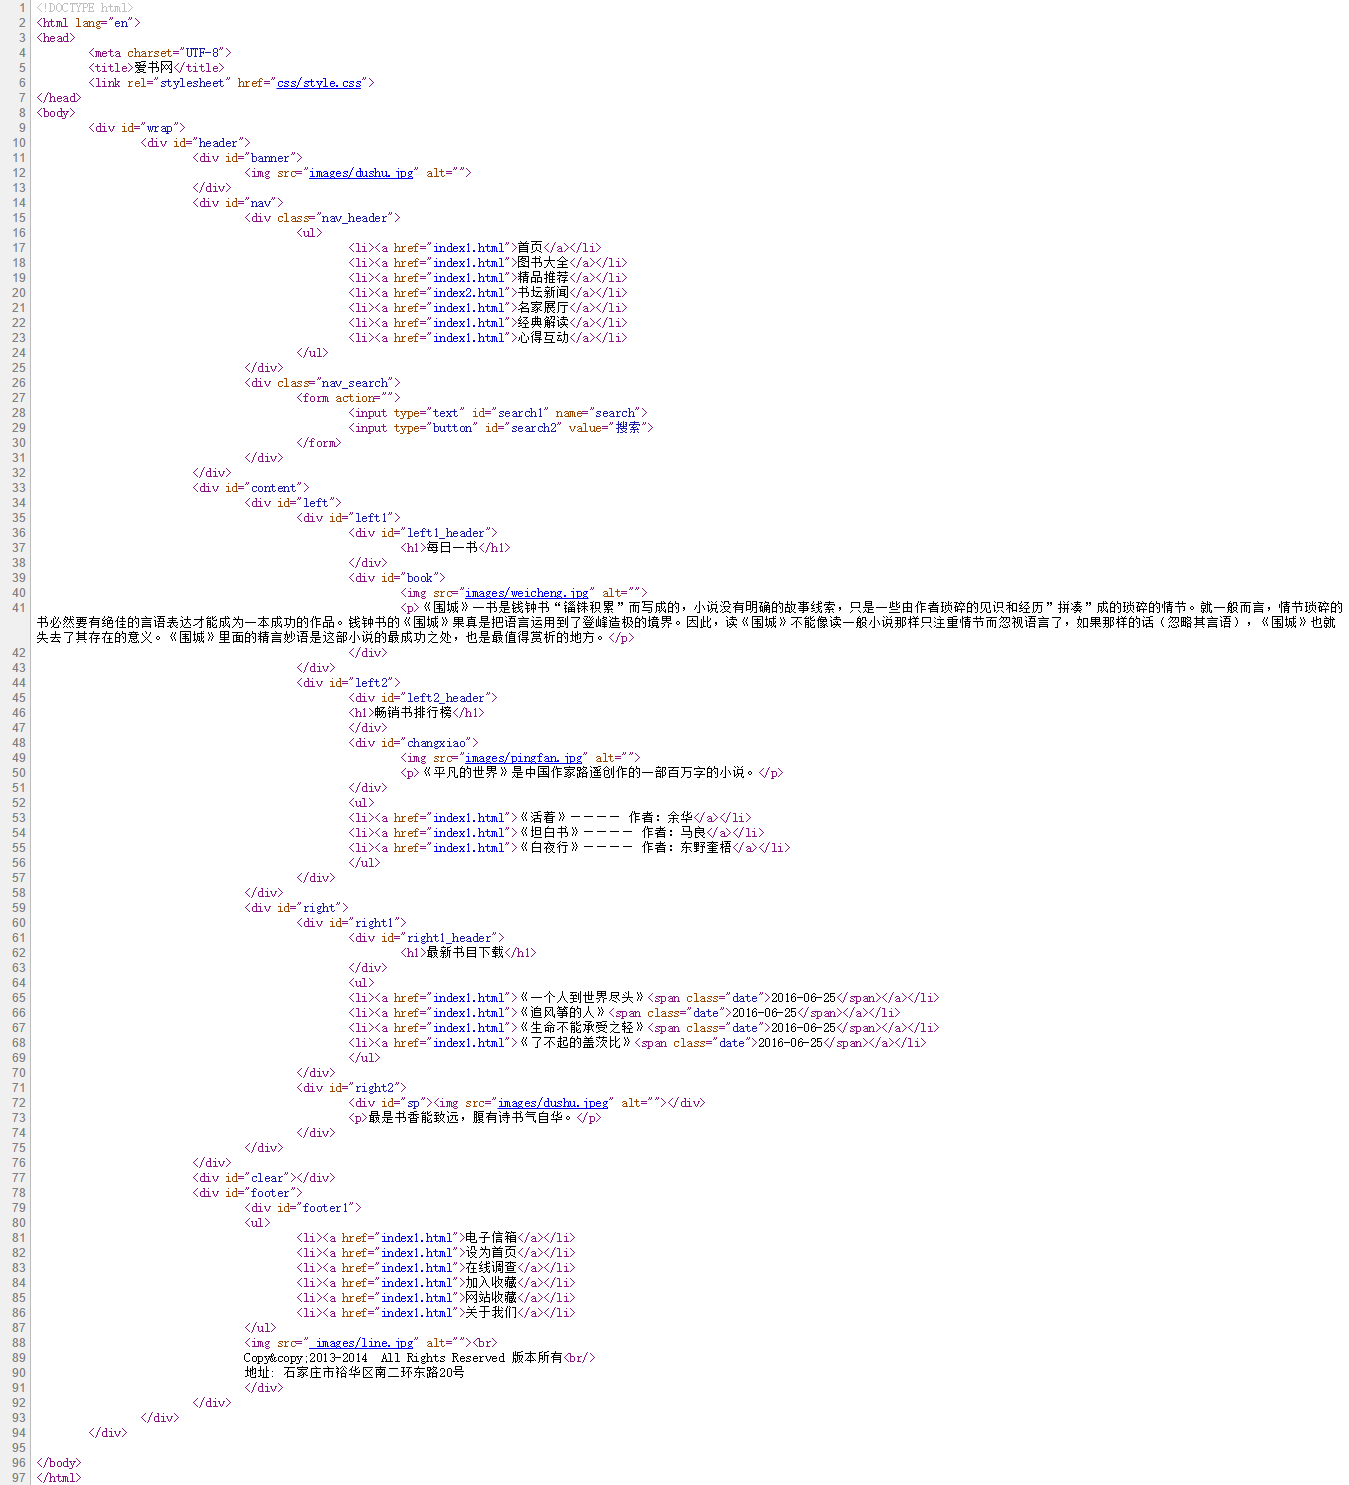 1 <!DOCTYPE html>
2 <html lang="en">
3 <head>
4 <meta charset="UTF-8">
5 <title>爱书网</title>
6 <link rel="stylesheet" href="css/style.css">
7 </head>
8 <body>
9 <div id="wrap">
10 <div id="header">
11 <div id="banner">
12 <img src="images/dushu.jpg" alt="">
13 </div>
14 <div id="nav">
15 <div class="nav_header">
16 <ul>
17 <li><a href="index1.html">首页</a></li>
18 <li><a href="index1.html">图书大全</a></li>
19 <li><a href="index1.html">精品推荐</a></li>
20 <li><a href="index2.html">书坛新闻</a></li>
21 <li><a href="index1.html">名家展厅</a></li>
22 <li><a href="index1.html">经典解读</a></li>
23 <li><a href="index1.html">心得互动</a></li>
24 </ul>
25 </div>
26 <div class="nav_search">
27 <form action="">
28 <input type="text" id="search1" name="search">
29 <input type="button" id="search2" value="搜索">
30 </form>
31 </div>
32 </div>
33 <div id="content">
34 <div id="left">
35 <div id="left1">
36 <div id="left1_header">
37 <h1>每日一书</h1>
38 </div>
39 <div id="book">
40 <img src="images/weicheng.jpg" alt="">
41 <p>《围城》一书是钱钟书“锱铢积累”而写成的，小说没有明确的故事线索，只是一些由作者琐碎的见识和经历”拼凑”成的琐碎的情节。就一般而言，情节琐碎的
书必然要有绝佳的言语表达才能成为一本成功的作品。钱钟书的《围城》果真是把语言运用到了登峰造极的境界。因此，读《围城》不能像读一般小说那样只注重情节而忽视语言了，如果那样的话（忽略其言语），《围城》也就
失去了其存在的意义。《围城》里面的精言妙语是这部小说的最成功之处，也是最值得赏析的地方。</p>
42 </div>
43 </div>
44 <div id="left2">
45 <div id="left2_header">
46 <h1>畅销书排行榜</h1>
47 </div>
48 <div id="changxiao">
49 <img src="images/pingfan.jpg" alt="">
50 <p>《平凡的世界》是中国作家路遥创作的一部百万字的小说。</p>
51 </div>
52 <ul>
53 <li><a href="index1.html">《活着》－－－－ 作者：余华</a></li>
54 <li><a href="index1.html">《坦白书》－－－－ 作者：马良</a></li>
55 <li><a href="index1.html">《白夜行》－－－－ 作者：东野奎梧</a></li>
56 </ul>
57 </div>
58 </div>
59 <div id="right">
60 <div id="right1">
61 <div id="right1_header">
62 <h1>最新书目下载</h1>
63 </div>
64 <ul>
65 <li><a href="index1.html">《一个人到世界尽头》<span class="date">2016-06-25</span></a></li>
66 <li><a href="index1.html">《追风筝的人》<span class="date">2016-06-25</span></a></li>
67 <li><a href="index1.html">《生命不能承受之轻》<span class="date">2016-06-25</span></a></li>
68 <li><a href="index1.html">《了不起的盖茨比》<span class="date">2016-06-25</span></a></li>
69 </ul>
70 </div>
71 <div id="right2">
72 <div id="sp"><img src="images/dushu.jpeg" alt=""></div>
73 <p>最是书香能致远，腹有诗书气自华。</p>
74 </div>
75 </div>
76 </div>
77 <div id="clear"></div>
78 <div id="footer">
79 <div id="footer1">
80 <ul>
81 <li><a href="index1.html">电子信箱</a></li>
82 <li><a href="index1.html">设为首页</a></li>
83 <li><a href="index1.html">在线调查</a></li>
84 <li><a href="index1.html">加入收藏</a></li>
85 <li><a href="index1.html">网站收藏</a></li>
86 <li><a href="index1.html">关于我们</a></li>
87 </ul>
88 <img src=" images/line.jpg" alt=""><br>
89 Copy&copy;2013-2014 All Rights Reserved 版本所有<br/>
90 地址: 石家庄市裕华区南二环东路20号
91 </div>
92 </div>
93 </div>
94 </div>
95
96 </body>
97 </html>